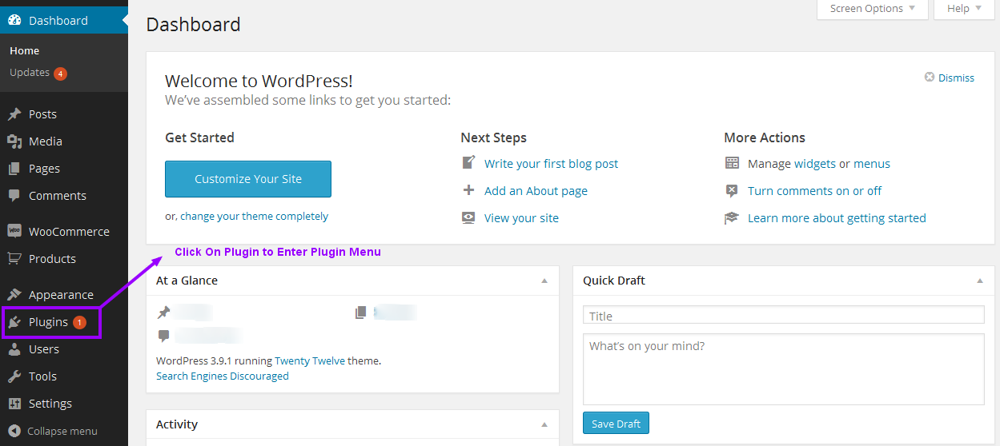 Dashboard
Home
Updates 4
Posts
Media
Pages
Comments
Woo WooCommerce
Products
Appearance
Plugins 1
Users
Tools
Settings
Collapse menu
Screen Options
Help
Dashboard
Welcome to WordPress!
We've assembled some links to get you started:
Dismiss
Get Started
Customize Your Site
or, change your theme completely
Next Steps
Write your first blog post
Add an About page
View your site
More Actions
Manage widgets or menus
Turn comments on or off
Learn more about getting started
Click On Plugin to Enter Plugin Menu
At a Glance
WordPress 3.9.1 running Twenty Twelve theme.
Search Engines Discouraged
Activity
Quick Draft
Title
What's on your mind?
Save Draft